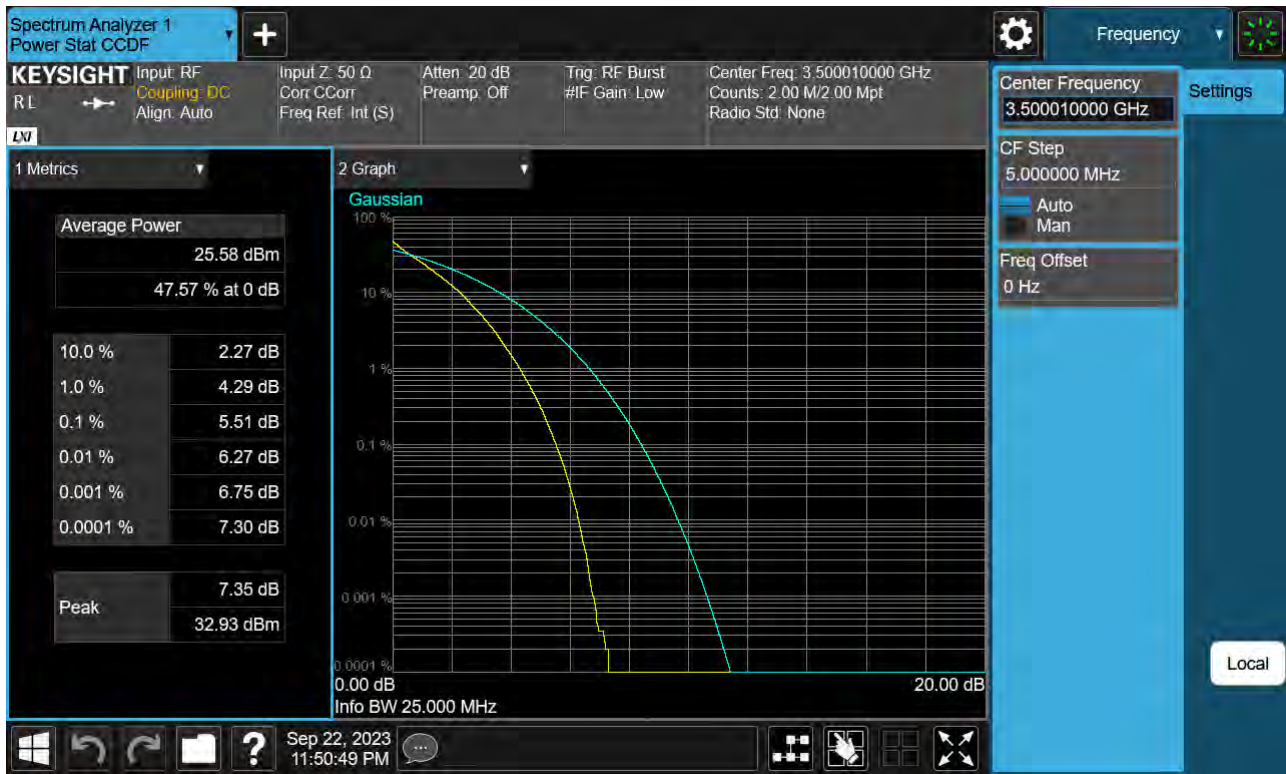 Spectrum Analyzer 1
Power Stat CCDF
Frequency
KEYSIGHT
RL
LXI
Input: RF
Coupling: DC
Align: Auto
Input Z: 50 Ω
Corr CCorr
Freq Ref: Int (S)
Atten: 20 dB
Preamp: Off
Trig: RF Burst
#IF Gain: Low
Center Freq: 3.500010000 GHz
Counts: 2.00 M/2.00 Mpt
Radio Std: None
Center Frequency
3.500010000 GHz
Settings
CF Step
5.000000 MHz
Auto
Man
Freq Offset
0 Hz
Local
1 Metrics
Average Power
25.58 dBm
47.57 % at 0 dB
10.0 % 2.27 dB
1.0 % 4.29 dB
0.1 % 5.51 dB
0.01 % 6.27 dB
0.001 % 6.75 dB
0.0001 % 7.30 dB
Peak
7.35 dB
32.93 dBm
2 Graph
Gaussian
100 %
10 %
1 %
0.1 %
0.01 %
0.001 %
0.0001 %
0.00 dB 20.00 dB
Info BW 25.000 MHz
?
Sep 22, 2023
11:50:49 PM